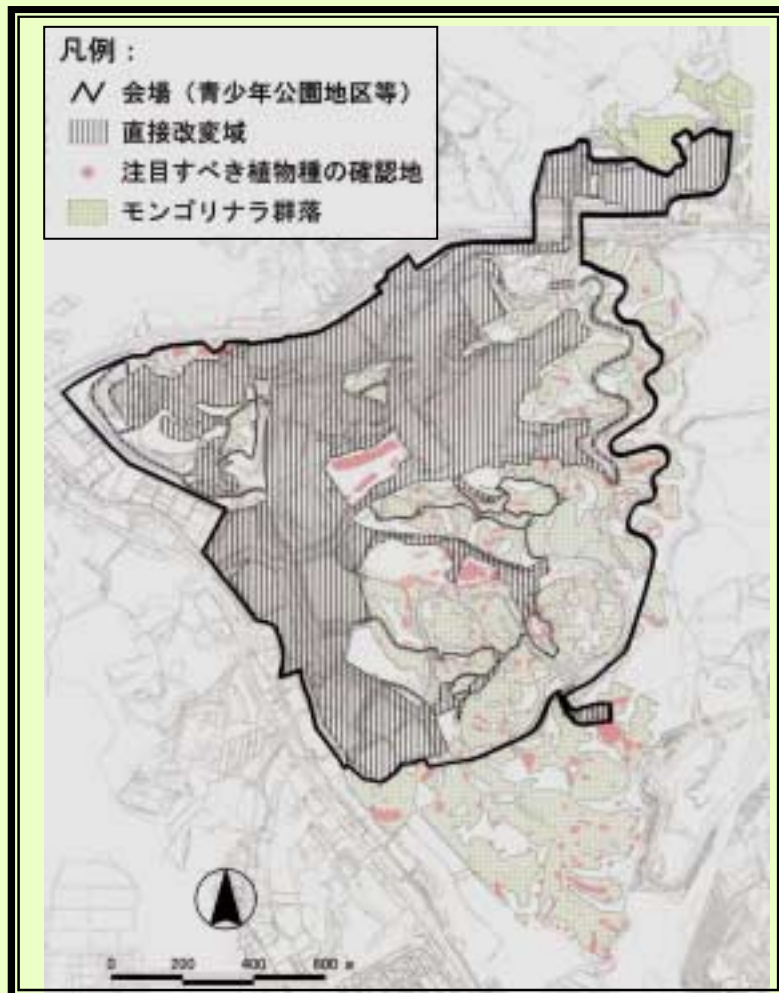 凡例：
会場（青少年公園地区等）
直接改変域
注目すべき植物種の確認地
モンゴリナラ群落
0 200 400 600 m